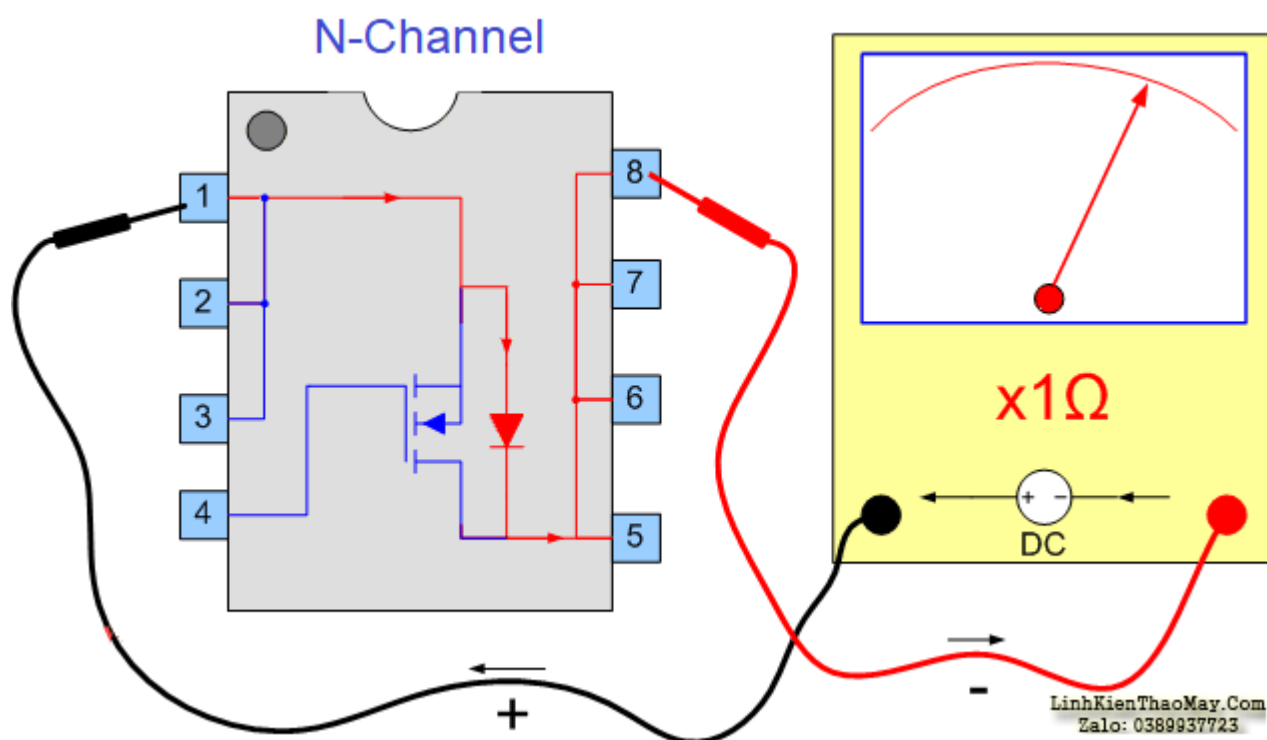 N-Channel
1
2
3
4
8
7
6
5
x1Ω
+ −
DC
+
-
LinhKienThaoMay.Com
Zalo: 0389937723